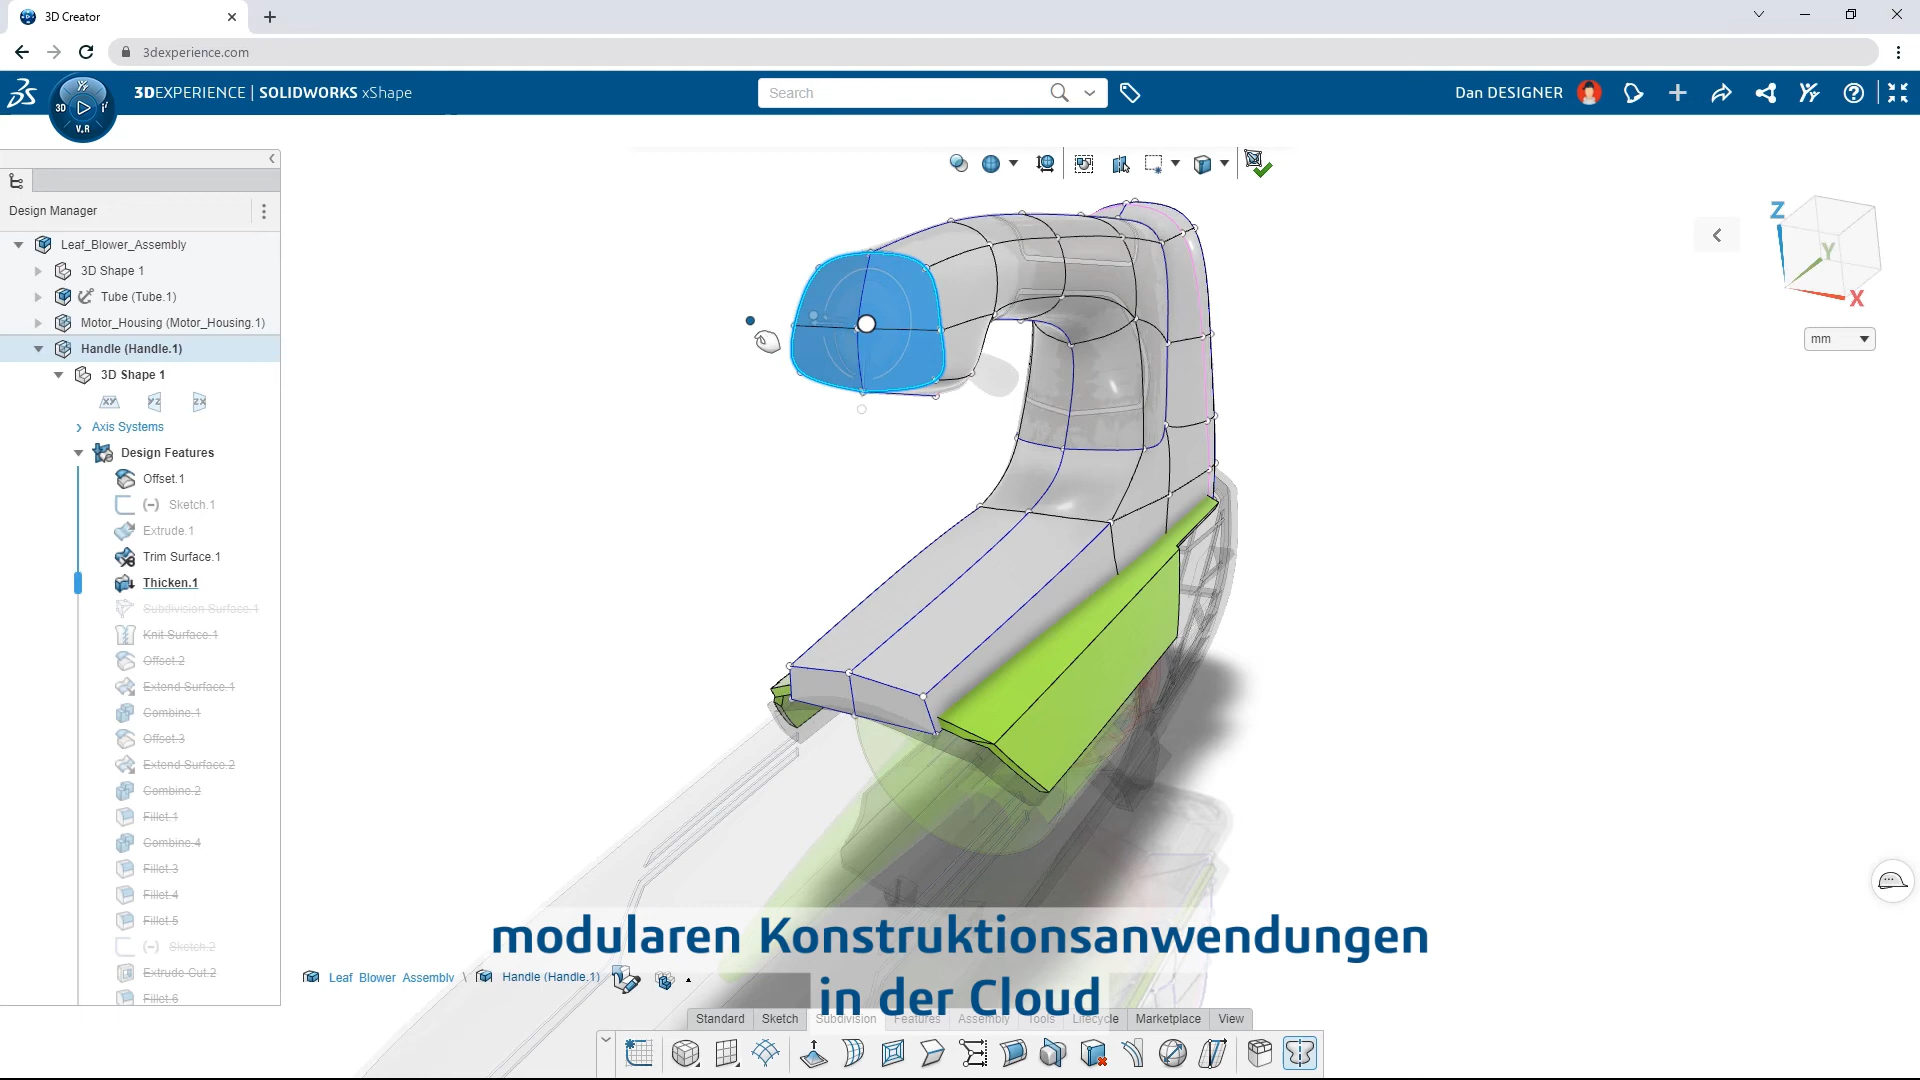 3D Creator
3dexperience.com
3DEXPERIENCE | SOLIDWORKS xShape
Search
Dan DESIGNER
3D
V.R
Design Manager
Leaf_Blower_Assembly
3D Shape 1
Tube (Tube.1)
Motor_Housing (Motor_Housing.1)
Handle (Handle.1)
3D Shape 1
XY YZ ZX
Axis Systems
Design Features
Offset.1
(-) Sketch.1
Extrude.1
Trim Surface.1
Thicken.1
Subdivision Surface.1
Knit Surface.1
Offset.2
Extend Surface.1
Combine.1
Offset.3
Extend Surface.2
Combine.2
Fillet.1
Combine.4
Fillet.3
Fillet.4
Fillet.5
(-) Sketch.2
Extrude Cut.2
Fillet.6
Z
Y
X
mm
modularen Konstruktionsanwendungen
in der Cloud
Leaf_Blower_Assembly \ Handle (Handle.1)
Standard Sketch Subdivision Features Assembly Tools Lifecycle Marketplace View